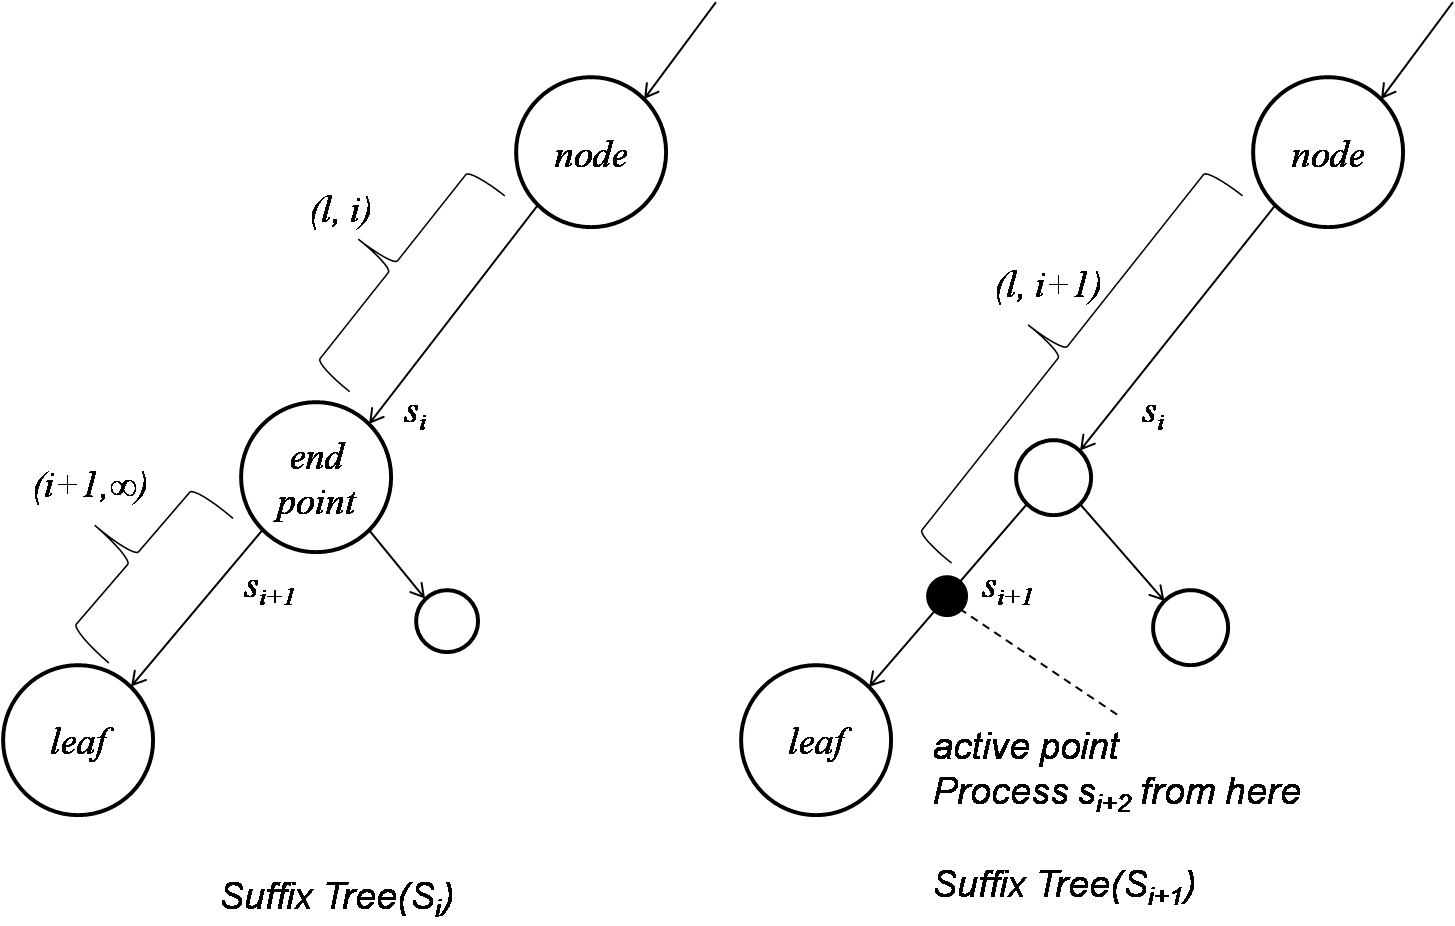 node
(l, i)
s_i
end
point
(i+1,∞)
s_{i+1}
leaf
Suffix Tree(S_i)
node
(l, i+1)
s_i
s_{i+1}
leaf
active point
Process s_{i+2} from here
Suffix Tree(S_{i+1})